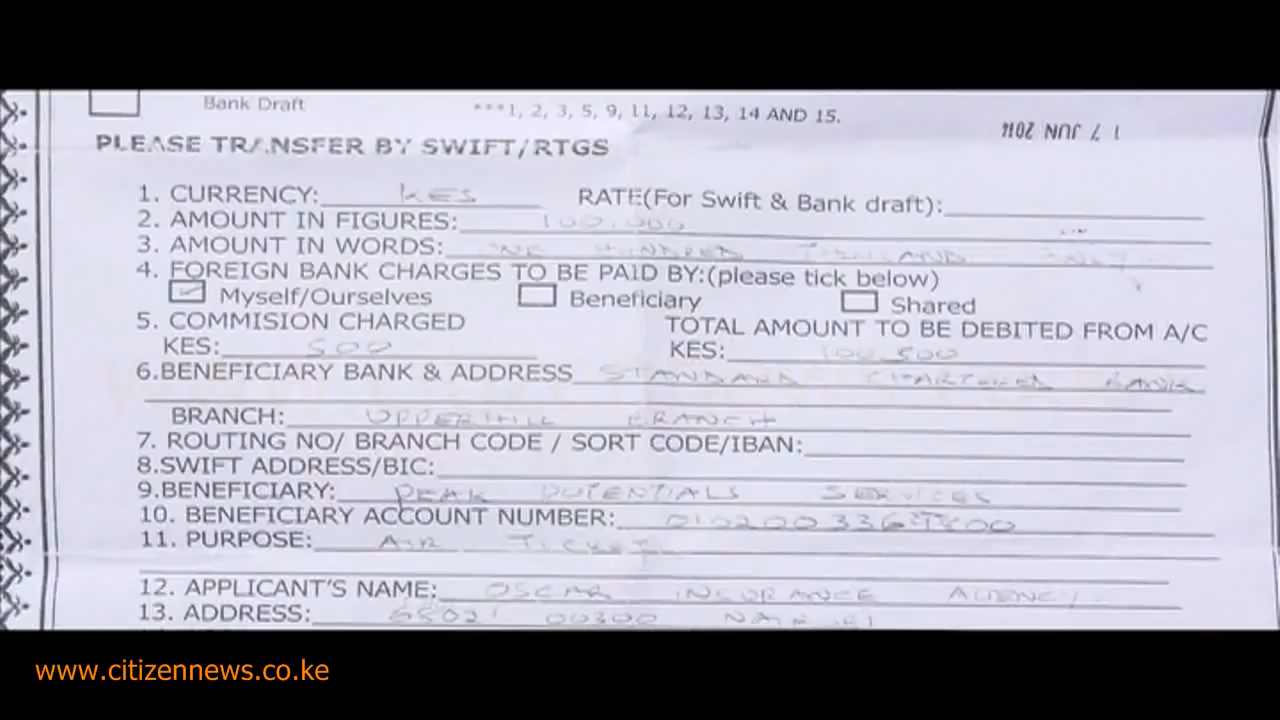 Bank Draft ***1, 2, 3, 5, 9, 11, 12, 13, 14 AND 15.
17 JUN 2011
PLEASE TRANSFER BY SWIFT/RTGS
1. CURRENCY: KES RATE(For Swift & Bank draft):
2. AMOUNT IN FIGURES: 100,000
3. AMOUNT IN WORDS: ONE HUNDRED THOUSAND ONLY
4. FOREIGN BANK CHARGES TO BE PAID BY:(please tick below)
Myself/Ourselves Beneficiary Shared
5. COMMISION CHARGED TOTAL AMOUNT TO BE DEBITED FROM A/C
KES: 500 KES: 100,500
6.BENEFICIARY BANK & ADDRESS STANDARD CHARTERED BANK
BRANCH: UPPERHILL BRANCH
7. ROUTING NO/ BRANCH CODE / SORT CODE/IBAN:
8.SWIFT ADDRESS/BIC:
9.BENEFICIARY: PEAK POTENTIALS SERVICES
10. BENEFICIARY ACCOUNT NUMBER:
11. PURPOSE: AIR TICKET
12. APPLICANT'S NAME: OSCAR INSURANCE AGENCY
13. ADDRESS: 00300 NAIROBI
www.citizennews.co.ke